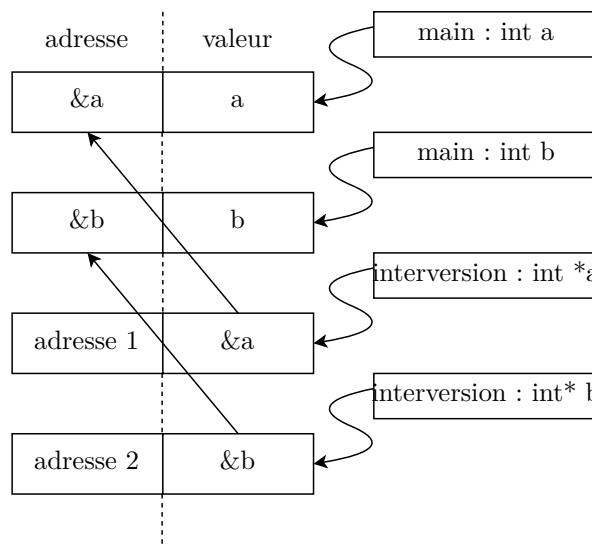 adresse valeur main : int a
&a a
main : int b
&b b
interversion : int *a
adresse 1 &a
interversion : int* b
adresse 2 &b